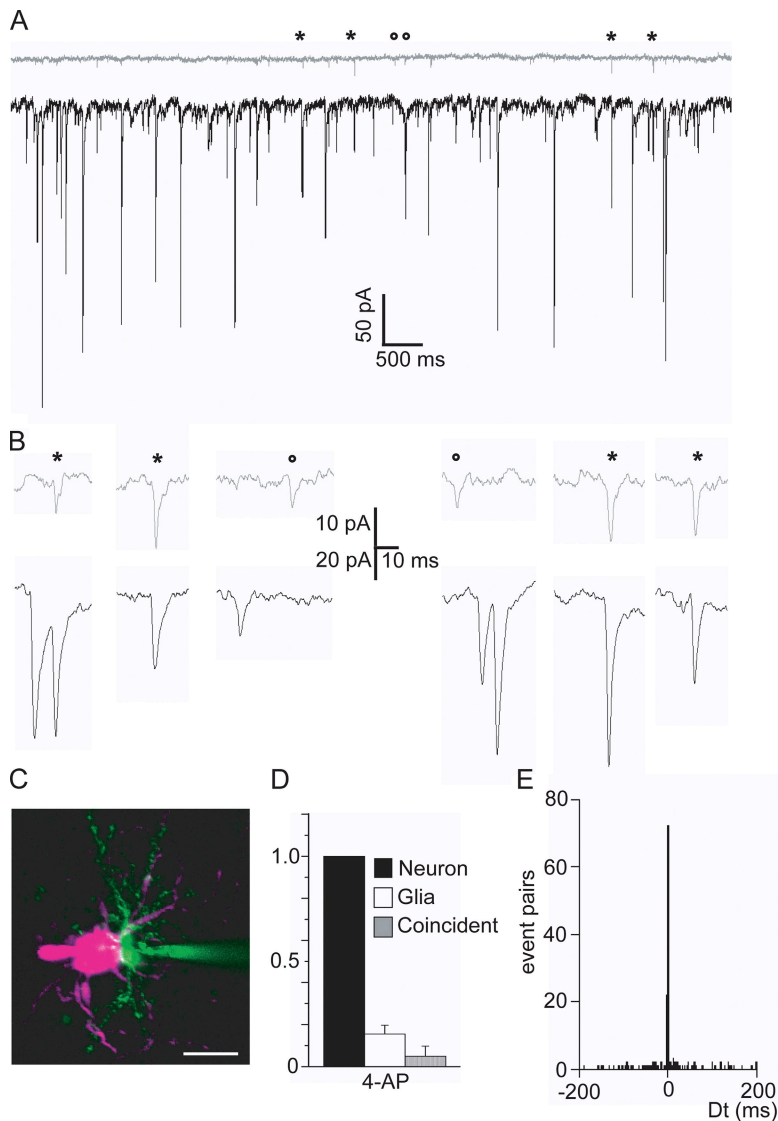 A
* * ° ° * *
50 pA
500 ms
B
* * ° ° * *
10 pA
20 pA 10 ms
C
D
1.0
0.5
0
Neuron
Glia
Coincident
4-AP
E
80
60
40
20
0
-200 0 200
event pairs
Dt (ms)